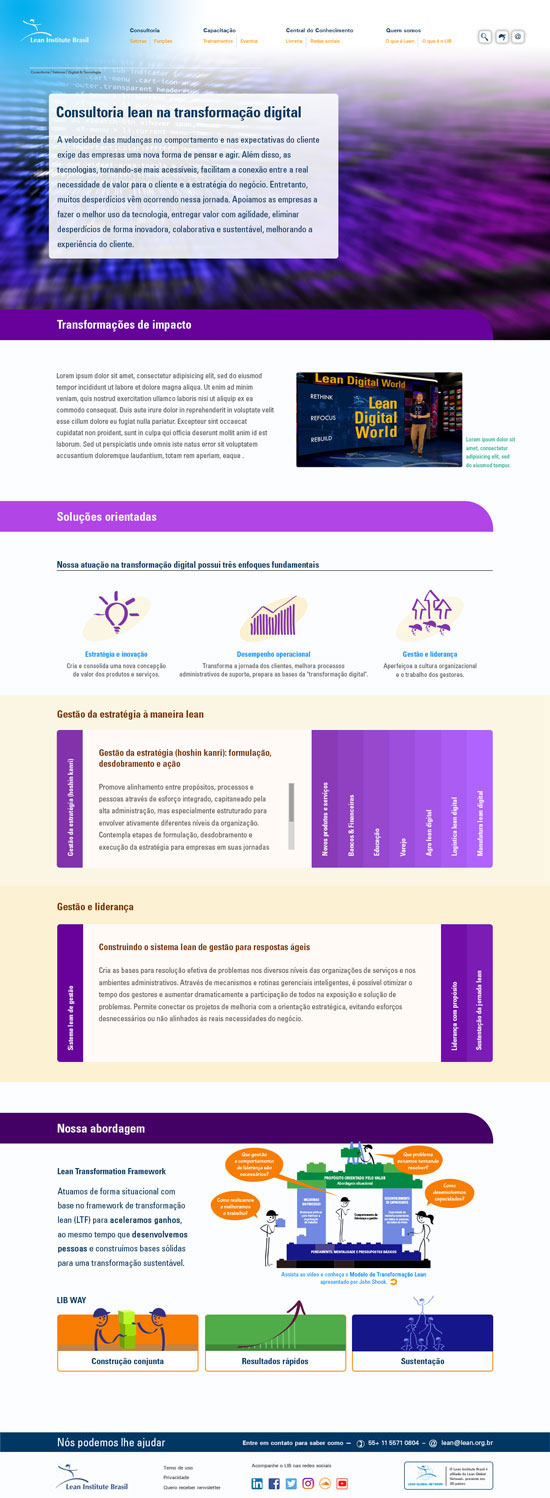 Lean Institute Brasil
Consultoria
Setores | Funções
Capacitação
Treinamentos | Eventos
Central do Conhecimento
Livraria | Redes sociais
Quem somos
O que é Lean | O que é o LIB
Consultoria / Setores / Digital & Tecnologia
Consultoria lean na transformação digital
A velocidade das mudanças no comportamento e nas expectativas do cliente
exige das empresas uma nova forma de pensar e agir. Além disso, as
tecnologias, tornando-se mais acessíveis, facilitam a conexão entre a real
necessidade de valor para o cliente e a estratégia do negócio. Entretanto,
muitos desperdícios vêm ocorrendo nessa jornada. Apoiamos as empresas a
fazer o melhor uso da tecnologia, entregar valor com agilidade, eliminar
desperdícios de forma inovadora, colaborativa e sustentável, melhorando a
experiência do cliente.
Transformações de impacto
Lorem ipsum dolor sit amet, consectetur adipisicing elit, sed do eiusmod
tempor incididunt ut labore et dolore magna aliqua. Ut enim ad minim
veniam, quis nostrud exercitation ullamco laboris nisi ut aliquip ex ea
commodo consequat. Duis aute irure dolor in reprehenderit in voluptate velit
esse cillum dolore eu fugiat nulla pariatur. Excepteur sint occaecat
cupidatat non proident, sunt in culpa qui officia deserunt mollit anim id est
laborum. Sed ut perspiciatis unde omnis iste natus error sit voluptatem
accusantium doloremque laudantium, totam rem aperiam, eaque .
Lean Digital World
RETHINK
REFOCUS
REBUILD
Lean
Digital
World
Lorem ipsum dolor sit
amet, consectetur
adipisicing elit, sed
do eiusmod tempor.
Soluções orientadas
Nossa atuação na transformação digital possui três enfoques fundamentais
Estratégia e inovação
Cria e consolida uma nova concepção
de valor dos produtos e serviços.
Desempenho operacional
Transforma a jornada dos clientes, melhora processos
administrativos de suporte, prepara as bases da "transformação digital".
Gestão e liderança
Aperfeiçoa a cultura organizacional
e o trabalho dos gestores.
Gestão da estratégia à maneira lean
Gestão da estratégia (hoshin kanri)
Gestão da estratégia (hoshin kanri): formulação,
desdobramento e ação
Promove alinhamento entre propósitos, processos e
pessoas através de esforço integrado, capitaneado pela
alta administração, mas especialmente estruturado para
envolver ativamente diferentes níveis da organização.
Contempla etapas de formulação, desdobramento e
execução da estratégia para empresas em suas jornadas
Novos produtos e serviços
Bancos & Financeiras
Educação
Varejo
Agro lean digital
Logística lean digital
Manufatura lean digital
Gestão e liderança
Sistema lean de gestão
Construindo o sistema lean de gestão para respostas ágeis
Cria as bases para resolução efetiva de problemas nos diversos níveis das organizações de serviços e nos
ambientes administrativos. Através de mecanismos e rotinas gerenciais inteligentes, é possível otimizar o
tempo dos gestores e aumentar dramaticamente a participação de todos na exposição e solução de
problemas. Permite conectar os projetos de melhoria com a orientação estratégica, evitando esforços
desnecessários ou não alinhados às reais necessidades do negócio.
Liderança com propósito
Sustentação da jornada lean
Nossa abordagem
Lean Transformation Framework
Atuamos de forma situacional com
base no framework de transformação
lean (LTF) para aceleramos ganhos,
ao mesmo tempo que desenvolvemos
pessoas e construímos bases sólidas
para uma transformação sustentável.
Que gestão
e comportamentos
de liderança são
necessários?
Que problema
estamos tentando
resolver?
Como realizamos
e melhoramos
o trabalho?
Como
desenvolvemos
capacidades?
PROPÓSITO ORIENTADO PELO VALOR
Abordagem situacional
PENSAMENTO, MENTALIDADE E PRESSUPOSTOS BÁSICOS
Assista ao vídeo e conheça o Modelo de Transformação Lean
apresentado por John Shook.
LIB WAY
Construção conjunta
Resultados rápidos
Sustentação
Nós podemos lhe ajudar
Entre em contato para saber como – 55+ 11 5571 0804 – lean@lean.org.br
Lean Institute Brasil
Termo de uso
Privacidade
Quero receber newsletter
Acompanhe o LIB nas redes sociais
LEAN GLOBAL NETWORK
O Lean Institute Brasil é
afiliado da Lean Global